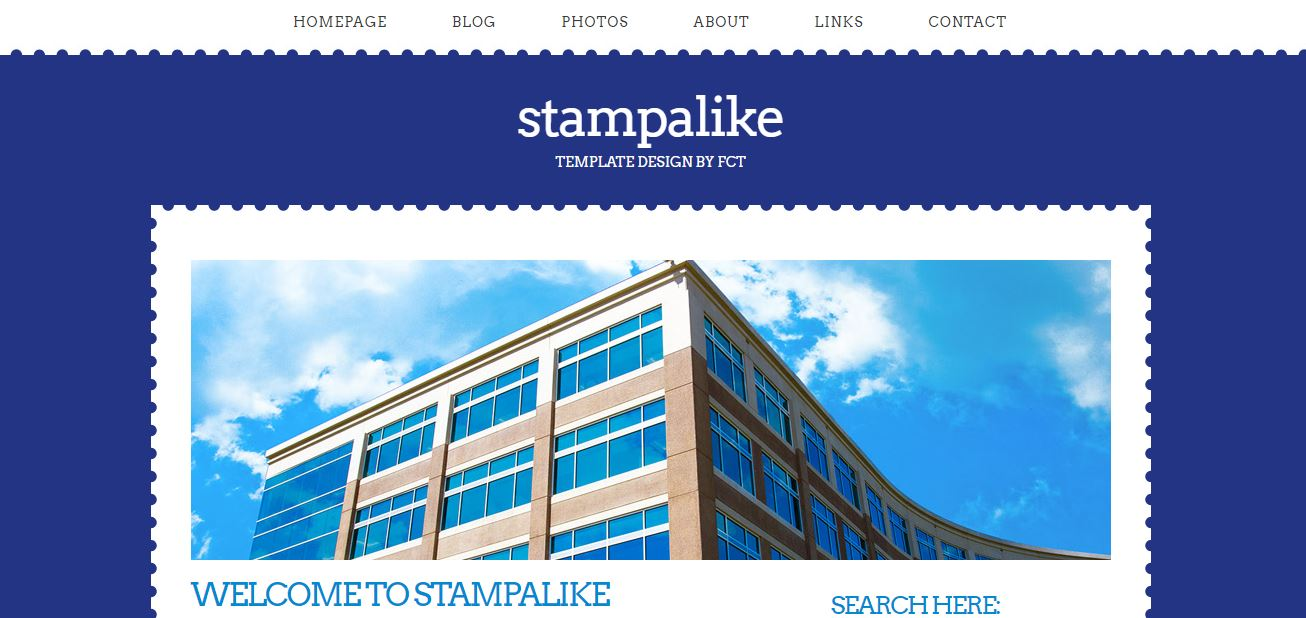 HOMEPAGE BLOG PHOTOS ABOUT LINKS CONTACT
stampalike
TEMPLATE DESIGN BY FCT
WELCOME TO STAMPALIKE
SEARCH HERE: